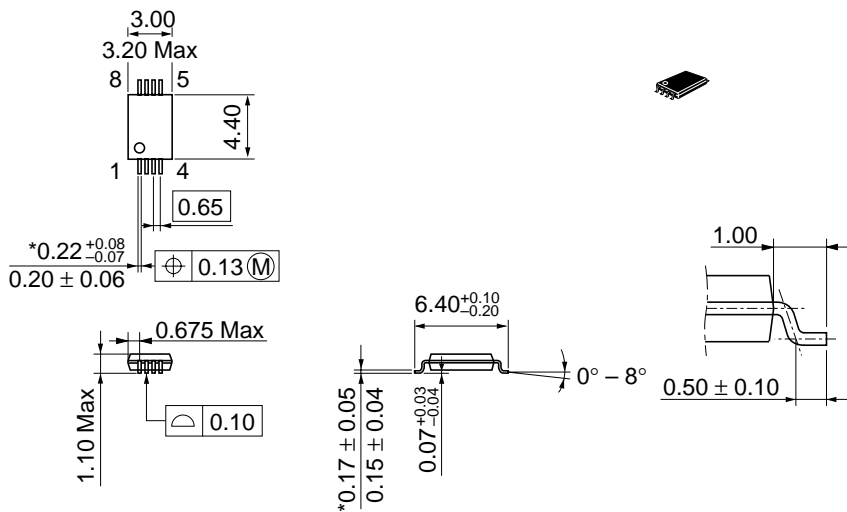 3.00
3.20 Max
8 5
4.40
1 4
0.65
*0.22 +0.08 –0.07
0.20 ± 0.06
0.13 Ⓜ
1.00
6.40 +0.10 –0.20
0.675 Max
0° – 8°
0.50 ± 0.10
1.10 Max
0.10
*0.17 ± 0.05
0.15 ± 0.04
0.07 +0.03 –0.04